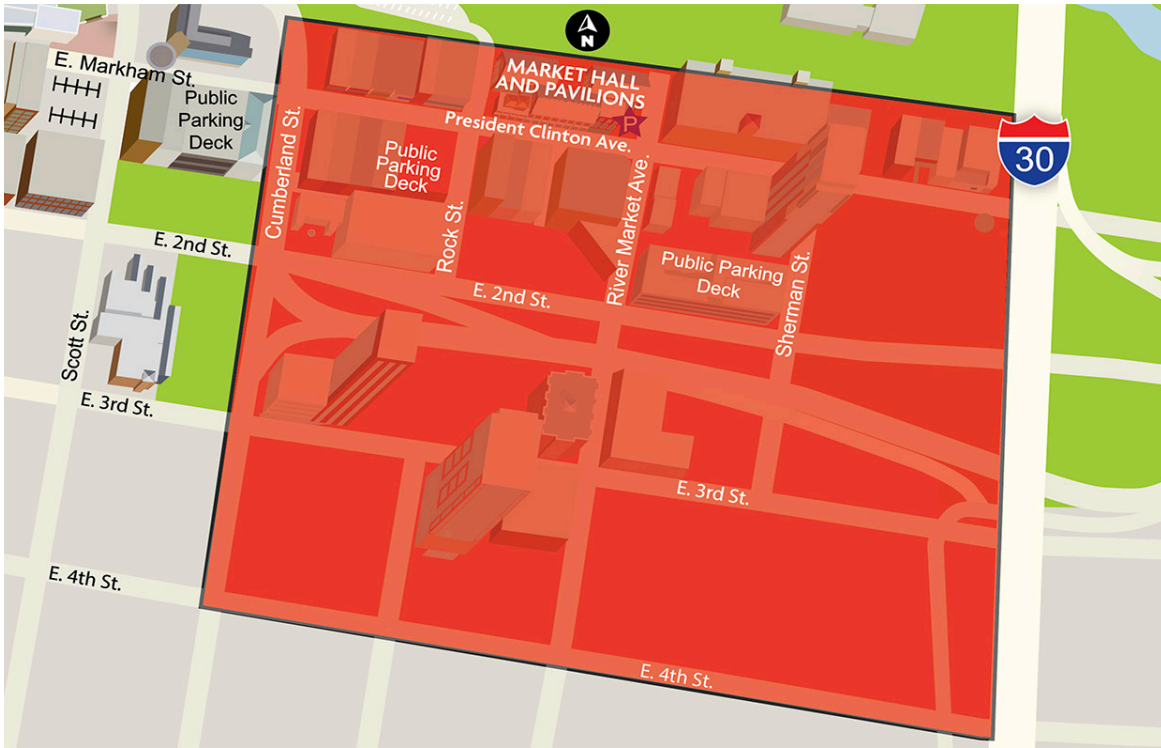 N
E. Markham St.
Public
Parking
Deck
MARKET HALL
AND PAVILIONS
P
President Clinton Ave.
30
Public
Parking
Deck
Cumberland St.
Rock St.
River Market Ave.
E. 2nd St.
E. 2nd St.
Public Parking
Deck
Sherman St.
Scott St.
E. 3rd St.
E. 3rd St.
E. 4th St.
E. 4th St.